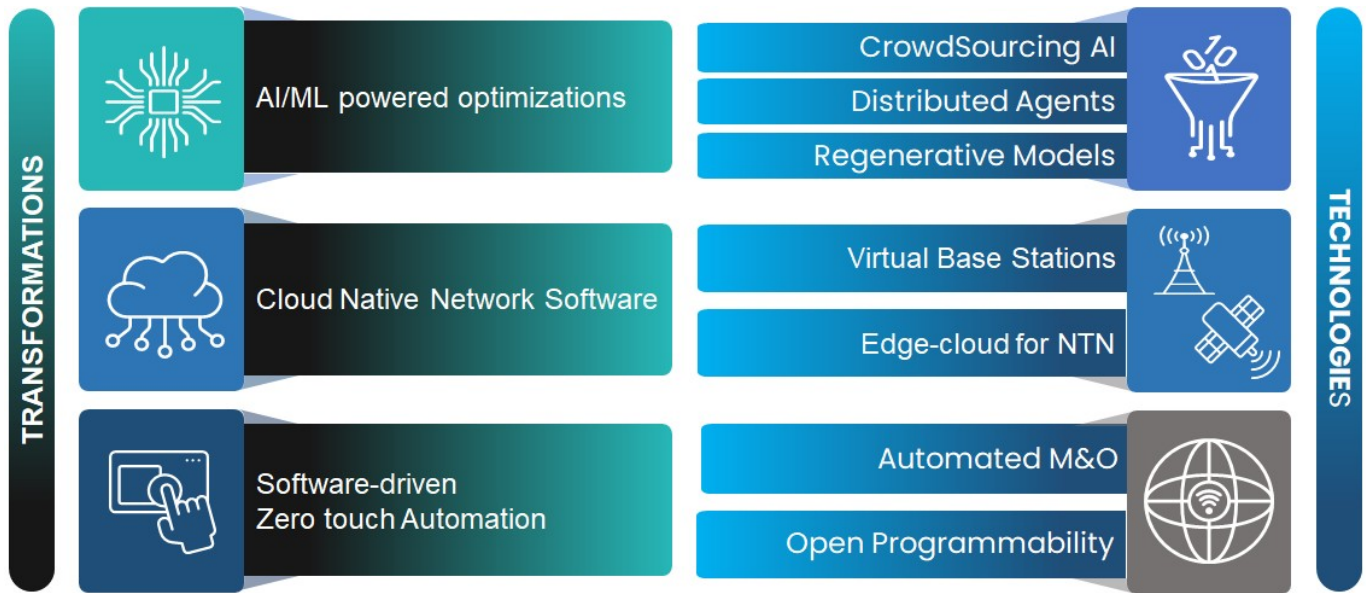 TRANSFORMATIONS
AI/ML powered optimizations
CrowdSourcing AI
Distributed Agents
Regenerative Models
Cloud Native Network Software
Virtual Base Stations
Edge-cloud for NTN
Software-driven
Zero touch Automation
Automated M&O
Open Programmability
TECHNOLOGIES